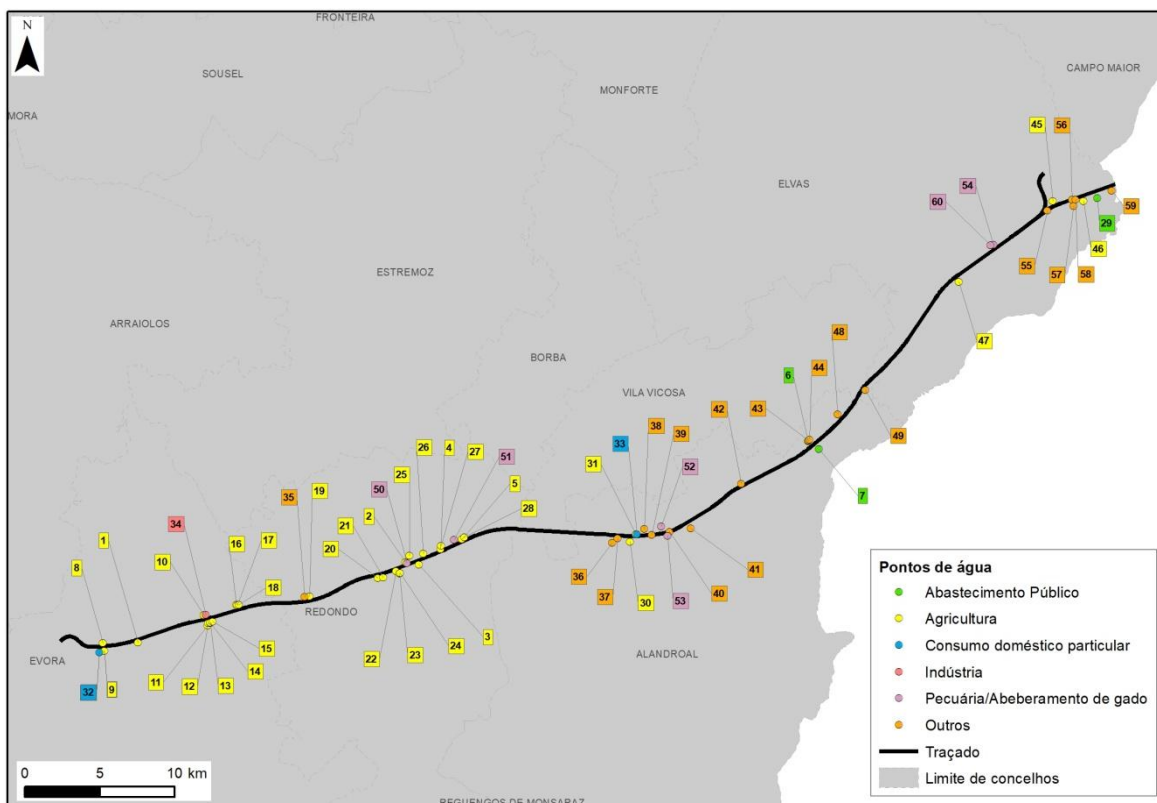 N
FRONTEIRA
SOUSEL
CAMPO MAIOR
MONFORTE
MORA
45
56
54
ELVAS
60
29
59
46
55
57
58
ESTREMOZ
47
ARRAIOLOS
48
44
BORBA
6
VILA VICOSA
42
43
38
39
49
33
26
4
27
51
31
52
25
5
50
7
35
19
2
28
34
21
1
16
17
20
10
8
18
36
41
37
30
53
40
REDONDO
3
15
24
EVORA
14
ALANDROAL
22
23
11
12
13
32
9
Pontos de água
Abastecimento Público
Agricultura
Consumo doméstico particular
Indústria
Pecuária/Abeberamento de gado
Outros
Traçado
Limite de concelhos
0 5 10 km
REGUENGOS DE MONSARAZ